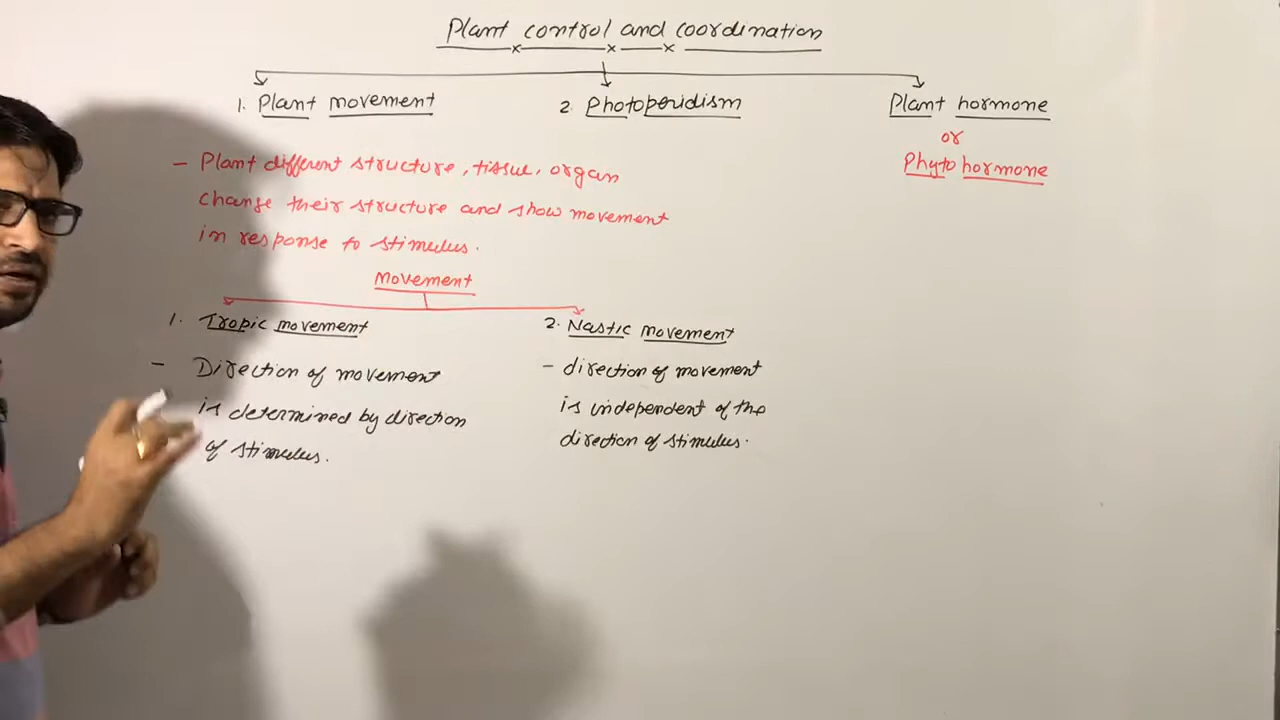 Plant control and coordination
1. Plant movement
2. Photoperidism
Plant hormone
or
Phytohormone
- Plant different structure, tissue, organ
change their structure and show movement
in response to stimulus.
Movement
1. Tropic movement
- Direction of movement
is determined by direction
of stimulus.
2. Nastic movement
- direction of movement
is independent of the
direction of stimulus.